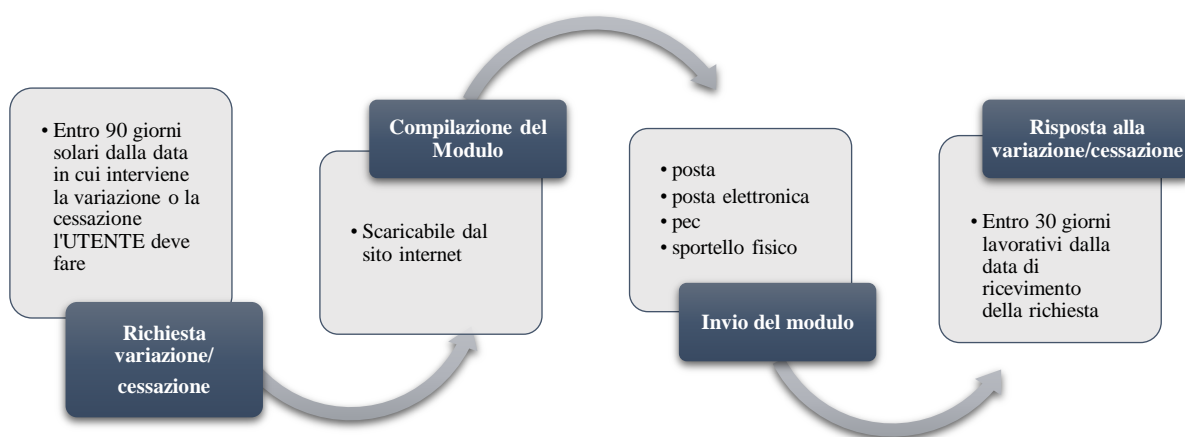 • Entro 90 giorni
solari dalla data
in cui interviene
la variazione o la
cessazione
l'UTENTE deve
fare
Richiesta
variazione/
cessazione
Compilazione del
Modulo
• Scaricabile dal
sito internet
• posta
• posta elettronica
• pec
• sportello fisico
Invio del modulo
Risposta alla
variazione/cessazione
• Entro 30 giorni
lavorativi dalla
data di
ricevimento
della richiesta